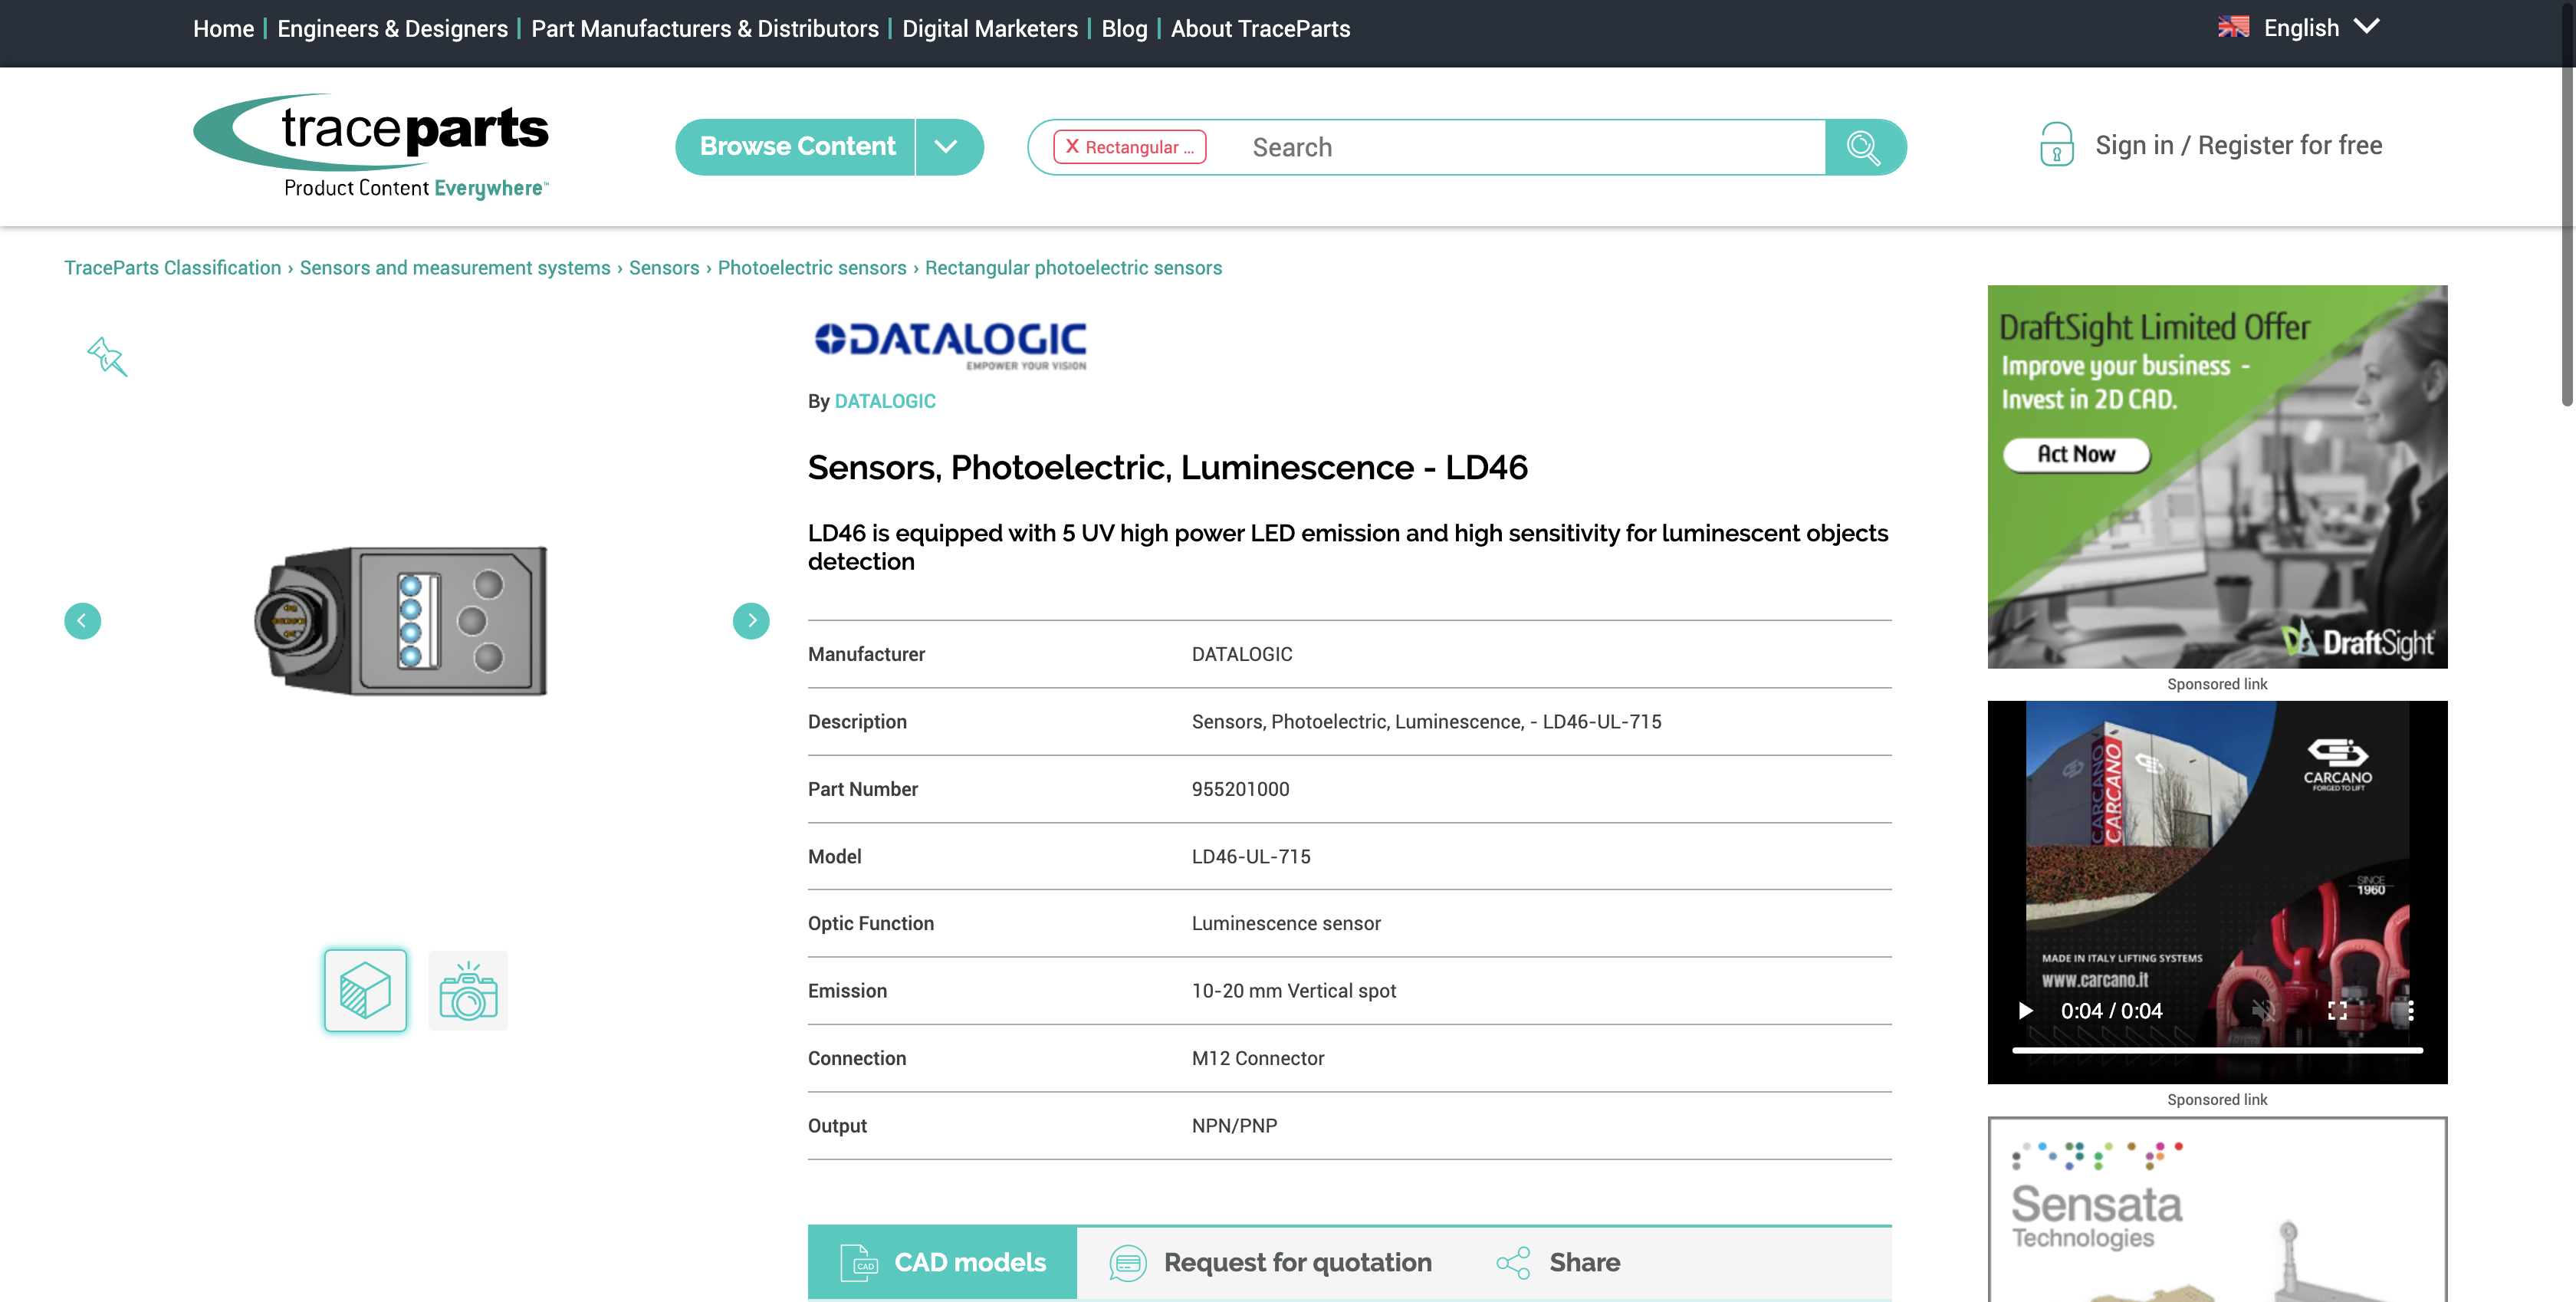 Home | Engineers & Designers | Part Manufacturers & Distributors | Digital Marketers | Blog | About TraceParts
English
traceparts
Product Content Everywhere™
Browse Content
X Rectangular ...
Search
Sign in / Register for free
TraceParts Classification › Sensors and measurement systems › Sensors › Photoelectric sensors › Rectangular photoelectric sensors
DATALOGIC
EMPOWER YOUR VISION
By DATALOGIC
Sensors, Photoelectric, Luminescence - LD46
LD46 is equipped with 5 UV high power LED emission and high sensitivity for luminescent objects
detection
Manufacturer DATALOGIC
Description Sensors, Photoelectric, Luminescence, - LD46-UL-715
Part Number 955201000
Model LD46-UL-715
Optic Function Luminescence sensor
Emission 10-20 mm Vertical spot
Connection M12 Connector
Output NPN/PNP
CAD
CAD models
Request for quotation
Share
DraftSight Limited Offer
Improve your business -
Invest in 2D CAD.
Act Now
DraftSight
Sponsored link
CARCANO
CARCANO
CARCANO
FORGED TO LIFT
SINCE
1960
MADE IN ITALY LIFTING SYSTEMS
www.carcano.it
0:04 / 0:04
Sponsored link
Sensata
Technologies